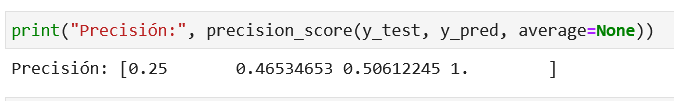 print("Precisión:", precision_score(y_test, y_pred, average=None))
Precisión: [0.25       0.46534653 0.50612245 1.        ]